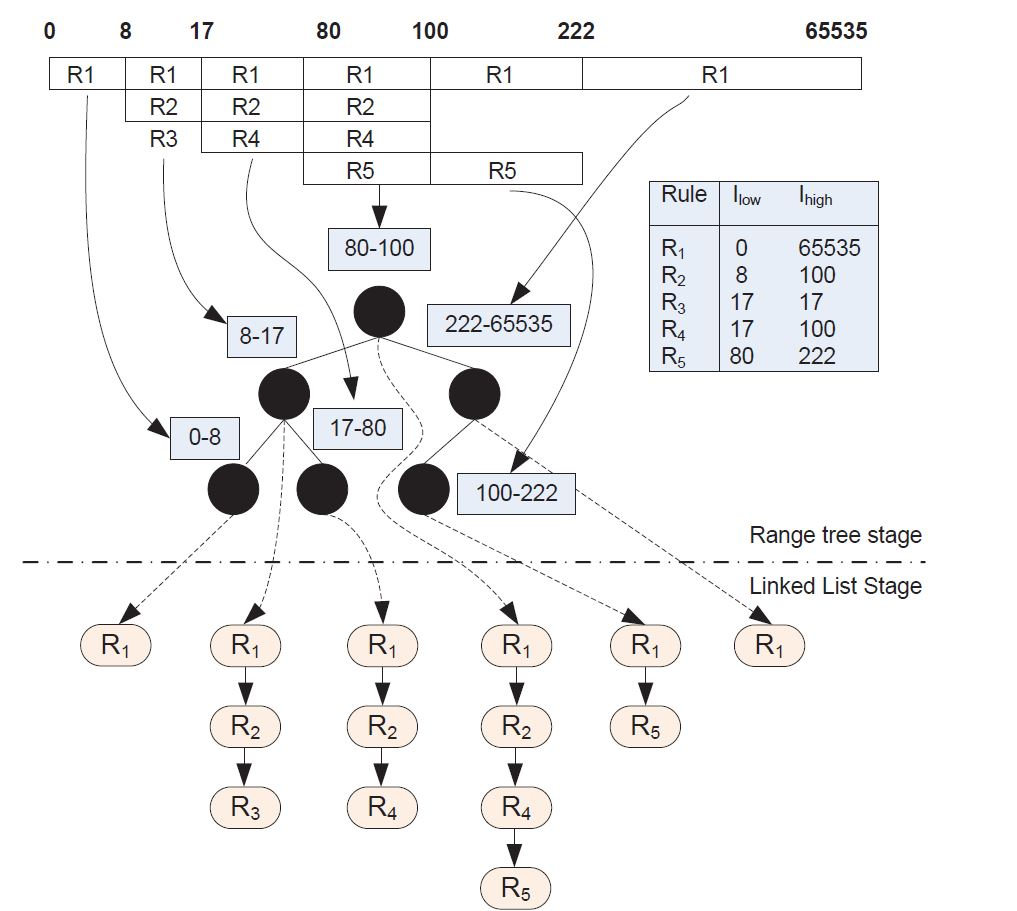 0 8 17 80 100 222 65535
R1 R1 R1 R1 R1 R1
R2 R2 R2
R3 R4 R4
R5 R5
Rule Ilow Ihigh
R1 0 65535
R2 8 100
R3 17 17
R4 17 100
R5 80 222
80-100
222-65535
8-17
17-80
0-8
100-222
Range tree stage
Linked List Stage
R1 R1 R1 R1 R1 R1
R2 R2 R2 R5
R3 R4 R4
R5